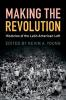 MAKING THE
REVOLUTION
Histories of the Latin American Left
EDITED BY KEVIN A. YOUNG